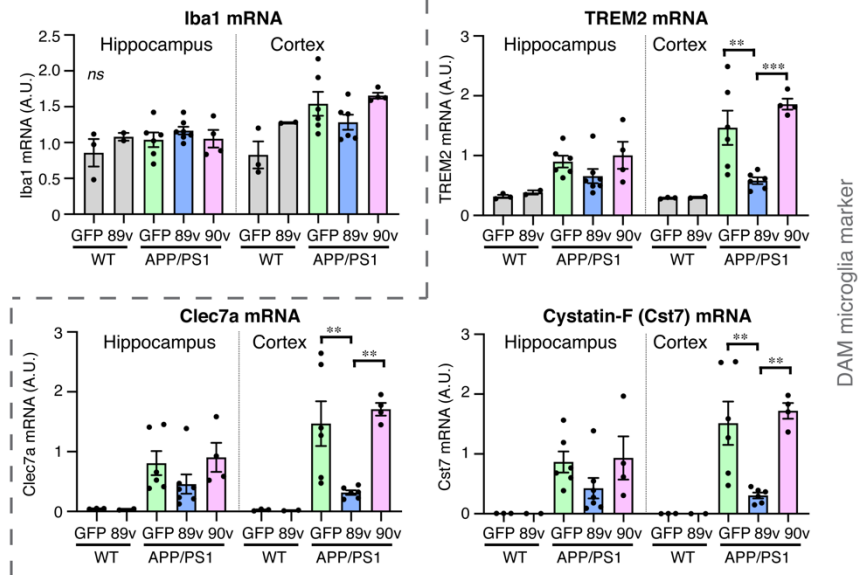 Iba1 mRNA
Hippocampus
Cortex
ns
Iba1 mRNA (A.U.)
2.5
2.0
1.5
1.0
0.5
0
GFP 89v GFP 89v 90v GFP 89v GFP 89v 90v
WT APP/PS1 WT APP/PS1
TREM2 mRNA
Hippocampus
Cortex
** ***
TREM2 mRNA (A.U.)
3
2
1
0
GFP 89v GFP 89v 90v GFP 89v GFP 89v 90v
WT APP/PS1 WT APP/PS1
Clec7a mRNA
Hippocampus
Cortex
** **
Clec7a mRNA (A.U.)
3
2
1
0
GFP 89v GFP 89v 90v GFP 89v GFP 89v 90v
WT APP/PS1 WT APP/PS1
Cystatin-F (Cst7) mRNA
Hippocampus
Cortex
** **
Cst7 mRNA (A.U.)
3
2
1
0
GFP 89v GFP 89v 90v GFP 89v GFP 89v 90v
WT APP/PS1 WT APP/PS1
DAM microglia marker